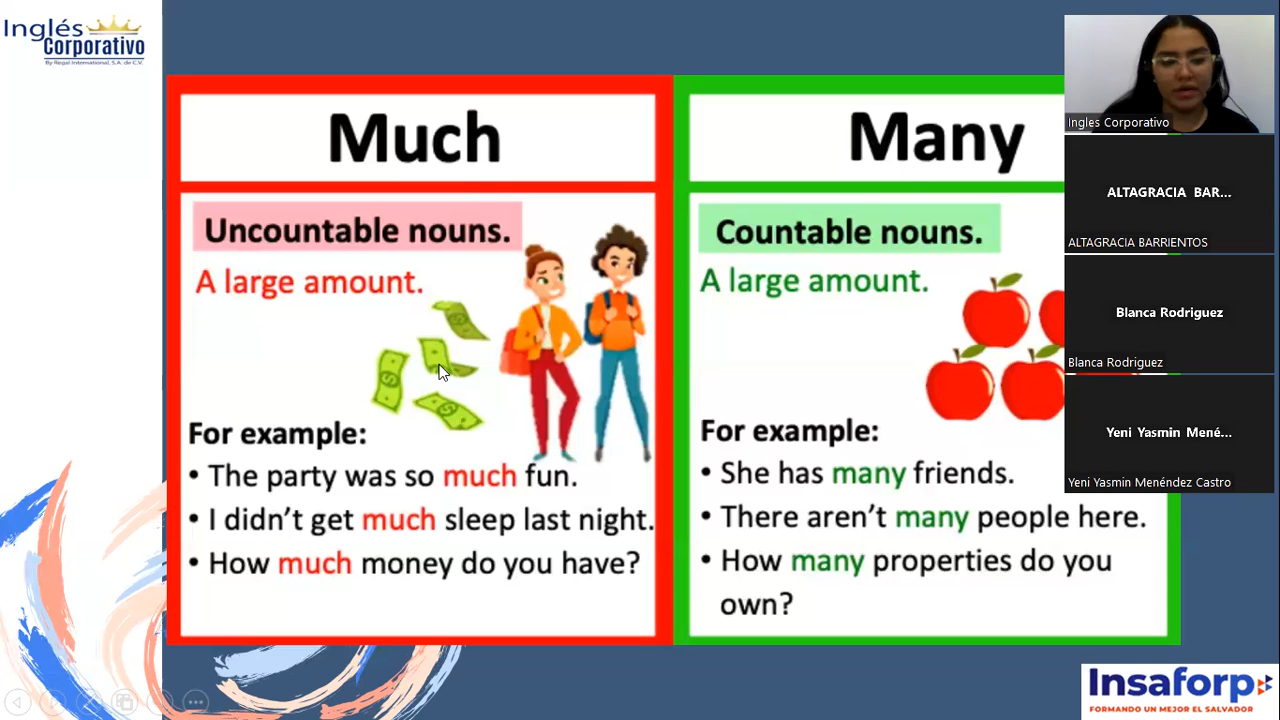 Inglés
Corporativo
By Regal International, S.A. de C.V.
Much
Uncountable nouns.
A large amount.
For example:
• The party was so much fun.
• I didn't get much sleep last night.
• How much money do you have?
Many
Countable nouns.
A large amount.
For example:
• She has many friends.
• There aren't many people here.
• How many properties do you
own?
Ingles Corporativo
ALTAGRACIA BAR...
ALTAGRACIA BARRIENTOS
Blanca Rodriguez
Blanca Rodriguez
Yeni Yasmin Mené...
Yeni Yasmin Menéndez Castro
Insaforp
FORMANDO UN MEJOR EL SALVADOR